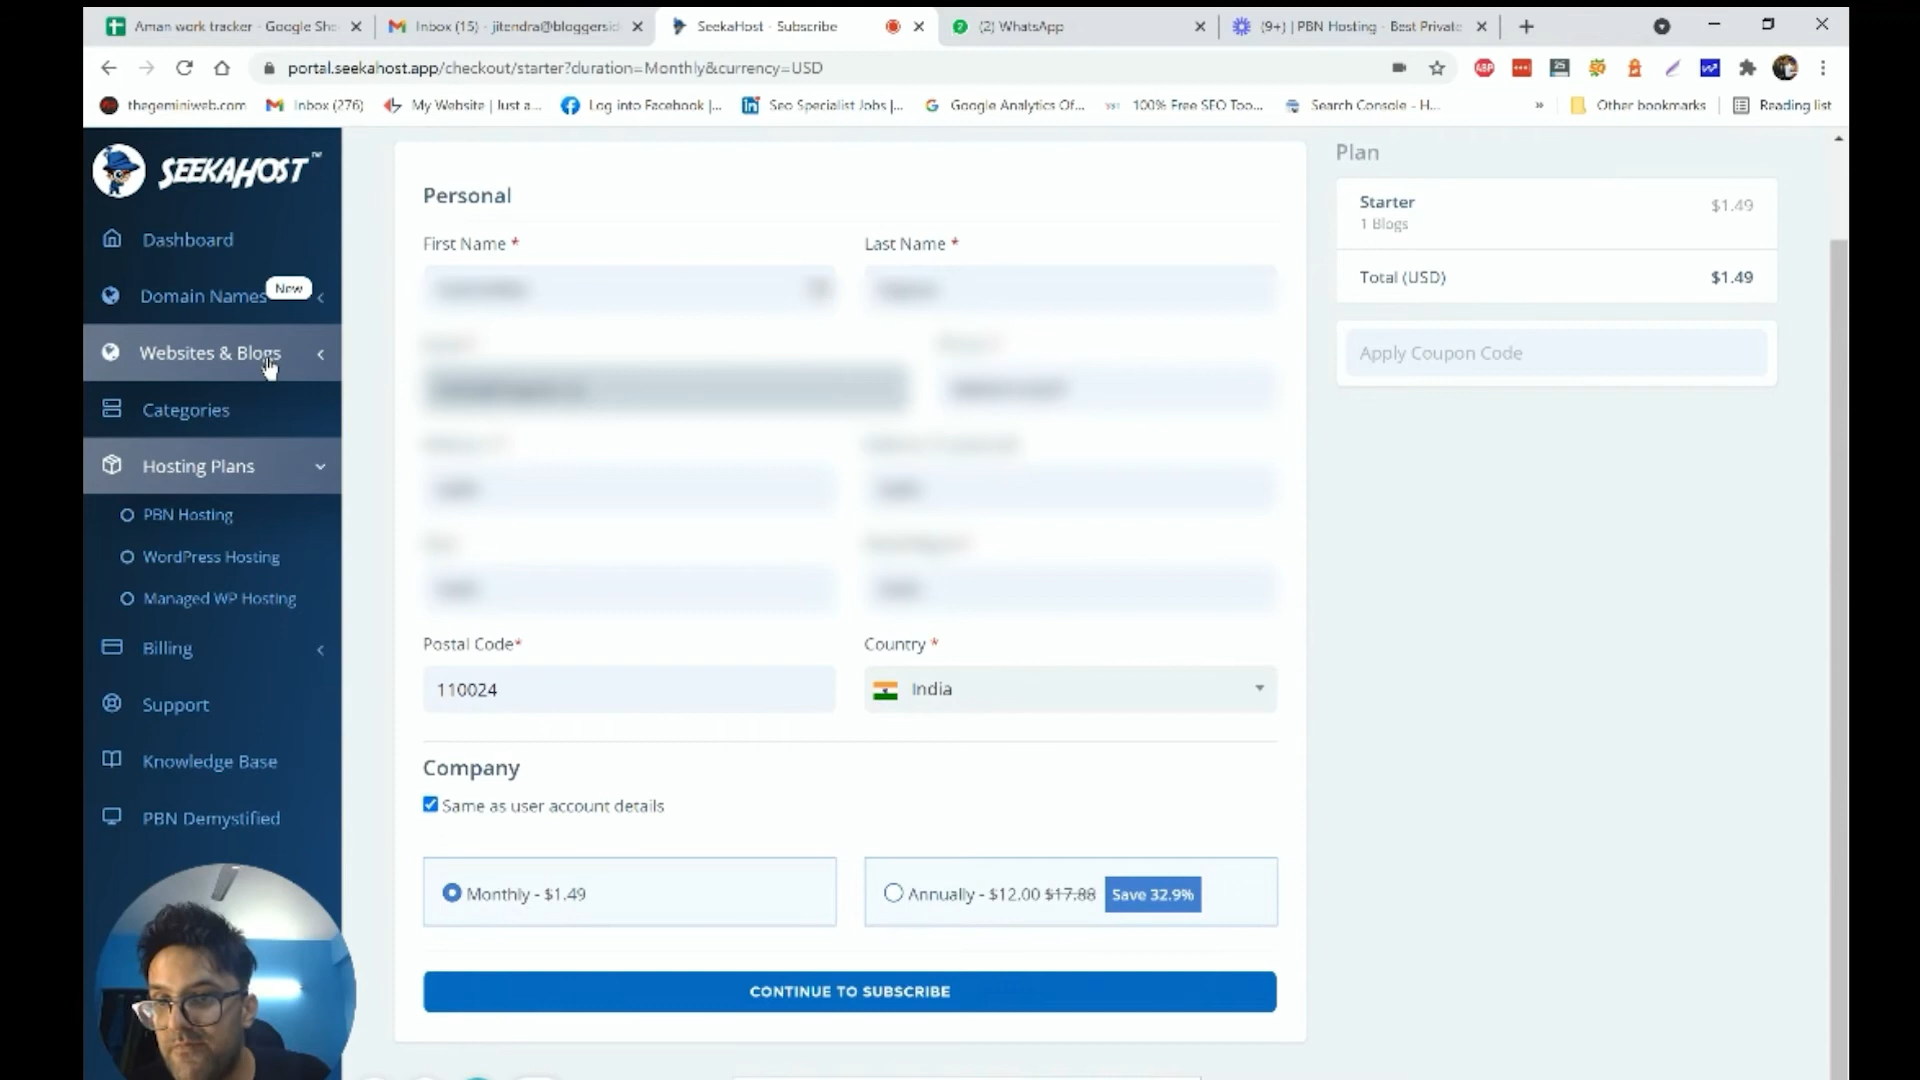 Aman work tracker - Google She
Inbox (15) - jitendra@bloggersid
SeekaHost - Subscribe
(2) WhatsApp
(9+) | PBN Hosting - Best Private
portal.seekahost.app/checkout/starter?duration=Monthly&currency=USD
ABP
25
thegeminiweb.com
Inbox (276)
My Website | Just a...
Log into Facebook |...
Seo Specialist Jobs |...
Google Analytics Of...
100% Free SEO Too...
Search Console - H...
»
Other bookmarks
Reading list
SEEKAHOST™
Dashboard
Domain Names
New
Websites & Blogs
Categories
Hosting Plans
PBN Hosting
WordPress Hosting
Managed WP Hosting
Billing
Support
Knowledge Base
PBN Demystified
Personal
First Name *
Last Name *
Postal Code*
110024
Country *
India
Company
Same as user account details
Monthly - $1.49
Annually - $12.00 $17.88 Save 32.9%
CONTINUE TO SUBSCRIBE
Plan
Starter
$1.49
1 Blogs
Total (USD)
$1.49
Apply Coupon Code